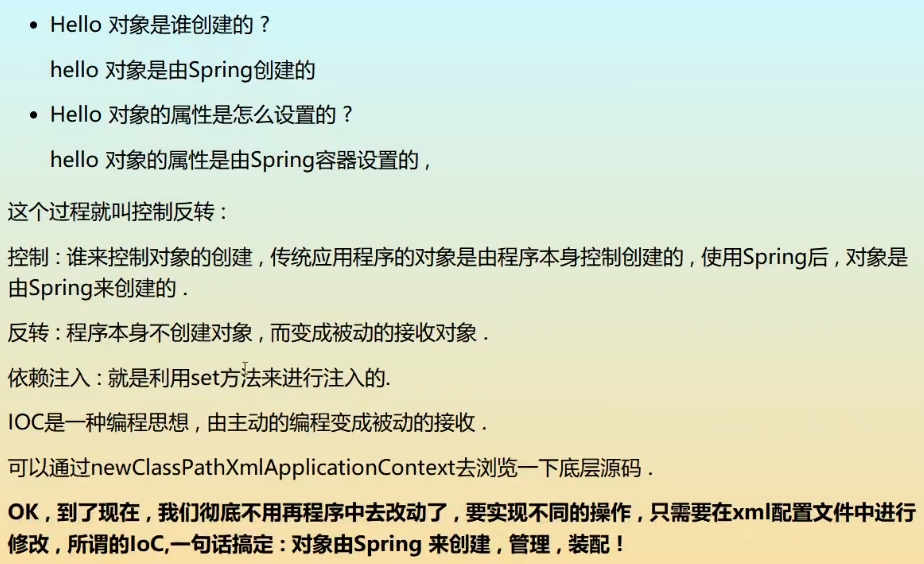 Hello 对象是谁创建的？
hello 对象是由Spring创建的
Hello 对象的属性是怎么设置的？
hello 对象的属性是由Spring容器设置的 ,
这个过程就叫控制反转 :
控制 : 谁来控制对象的创建 , 传统应用程序的对象是由程序本身控制创建的 , 使用Spring后 , 对象是
由Spring来创建的 .
反转 : 程序本身不创建对象 , 而变成被动的接收对象 .
依赖注入 : 就是利用set方法来进行注入的.
IOC是一种编程思想 , 由主动的编程变成被动的接收 .
可以通过newClassPathXmlApplicationContext去浏览一下底层源码 .
OK , 到了现在 , 我们彻底不用再程序中去改动了 , 要实现不同的操作 , 只需要在xml配置文件中进行
修改 , 所谓的IoC,一句话搞定 : 对象由Spring 来创建 , 管理 , 装配 !